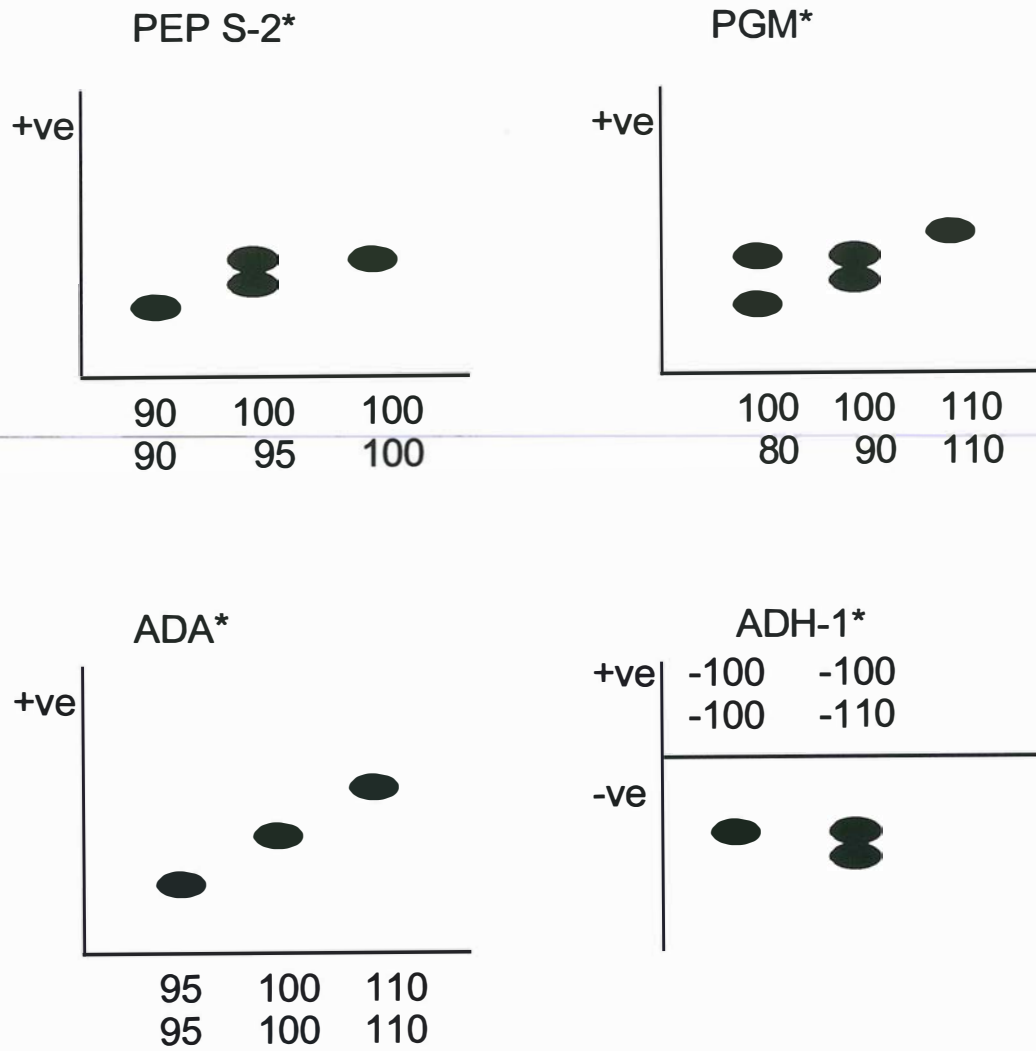 PEP S-2*
+ve
90 100 100
90 95 100
PGM*
+ve
100 100 110
80 90 110
ADA*
+ve
95 100 110
95 100 110
ADH-1*
+ve -100 -100
-100 -110
-ve